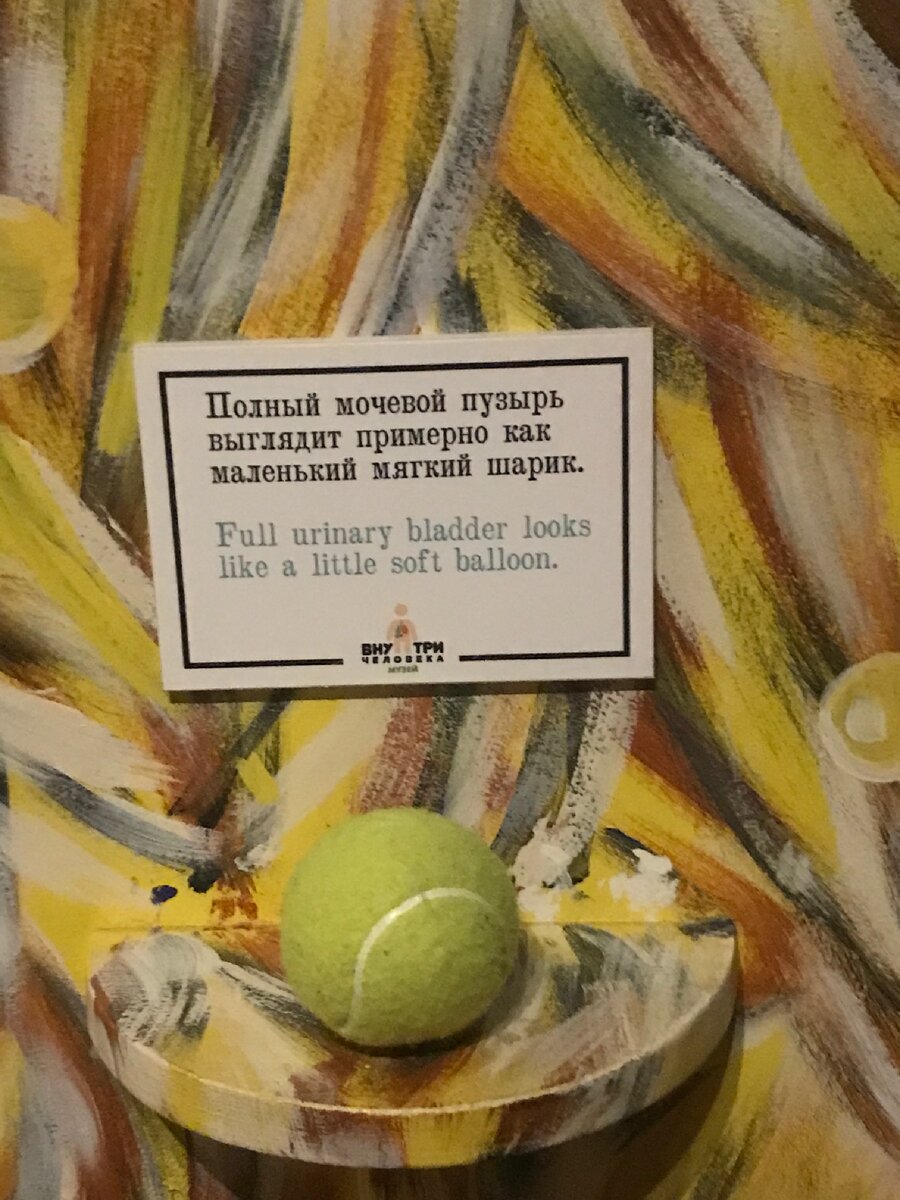 Полный мочевой пузырь
выглядит примерно как
маленький мягкий шарик.
Full urinary bladder looks
like a little soft balloon.
ВНУТРИ
ЧЕЛОВЕКА
МУЗЕЙ